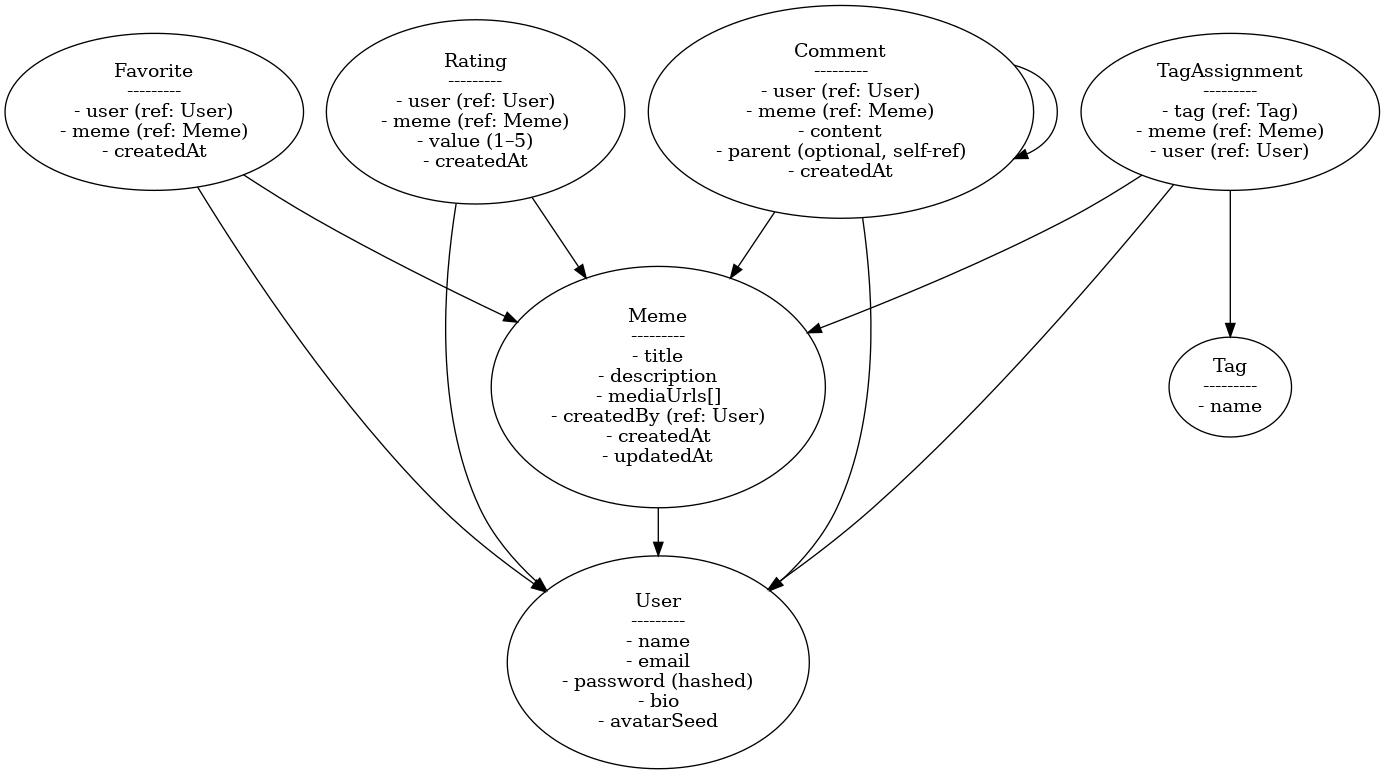 Favorite
---------
- user (ref: User)
- meme (ref: Meme)
- createdAt
Rating
---------
- user (ref: User)
- meme (ref: Meme)
- value (1–5)
- createdAt
Comment
---------
- user (ref: User)
- meme (ref: Meme)
- content
- parent (optional, self-ref)
- createdAt
TagAssignment
---------
- tag (ref: Tag)
- meme (ref: Meme)
- user (ref: User)
Meme
---------
- title
- description
- mediaUrls[]
- createdBy (ref: User)
- createdAt
- updatedAt
Tag
---------
- name
User
---------
- name
- email
- password (hashed)
- bio
- avatarSeed